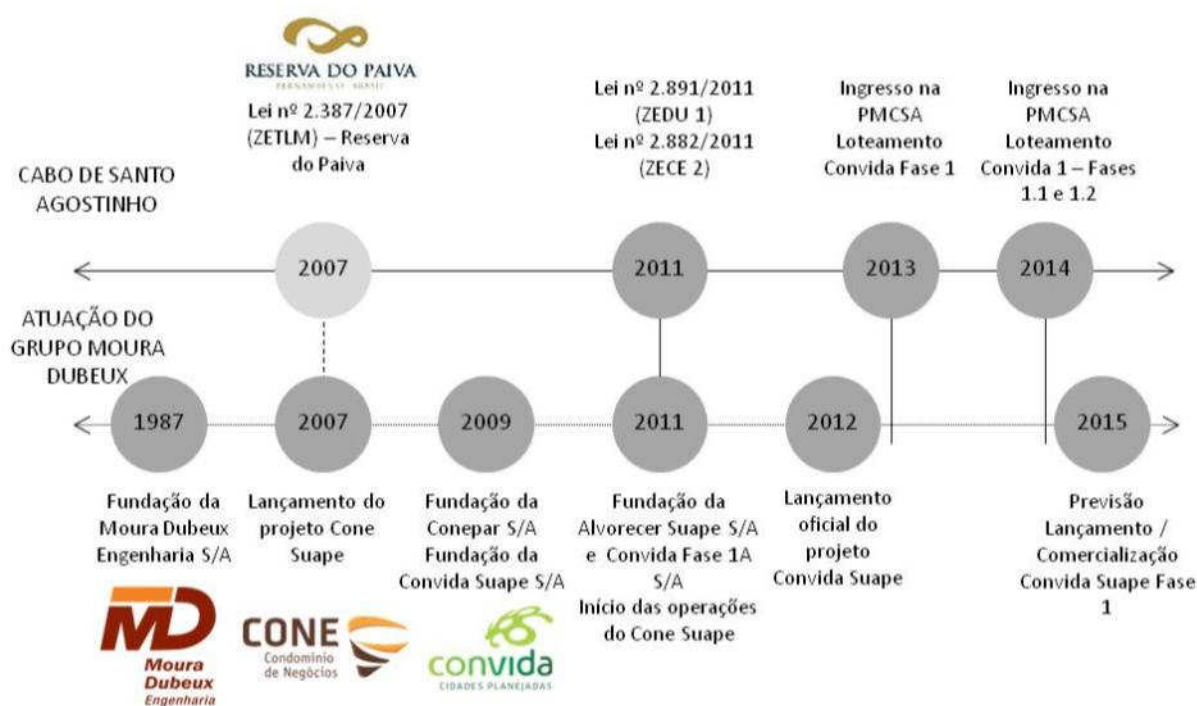 RESERVA DO PAIVA
PERNAMBUCO BRASIL
Lei nº 2.387/2007
(ZETLM) – Reserva
do Paiva
Lei nº 2.891/2011
(ZEDU 1)
Lei nº 2.882/2011
(ZECE 2)
Ingresso na
PMCSA
Loteamento
Convida Fase 1
Ingresso na
PMCSA
Loteamento
Convida 1 – Fases
1.1 e 1.2
CABO DE SANTO
AGOSTINHO
2007
2011
2013
2014
ATUAÇÃO DO
GRUPO MOURA
DUBEUX
1987
2007
2009
2011
2012
2015
Fundação da
Moura Dubeux
Engenharia S/A
Lançamento do
projeto Cone
Suape
Fundação da
Conepar S/A
Fundação da
Convida Suape S/A
Fundação da
Alvorecer Suape S/A
e Convida Fase 1A
S/A
Início das operações
do Cone Suape
Lançamento
oficial do
projeto
Convida Suape
Previsão
Lançamento /
Comercialização
Convida Suape Fase
1
MD
Moura
Dubeux
Engenharia
CONE
Condomínio
de Negócios
convida
CIDADES PLANEJADAS